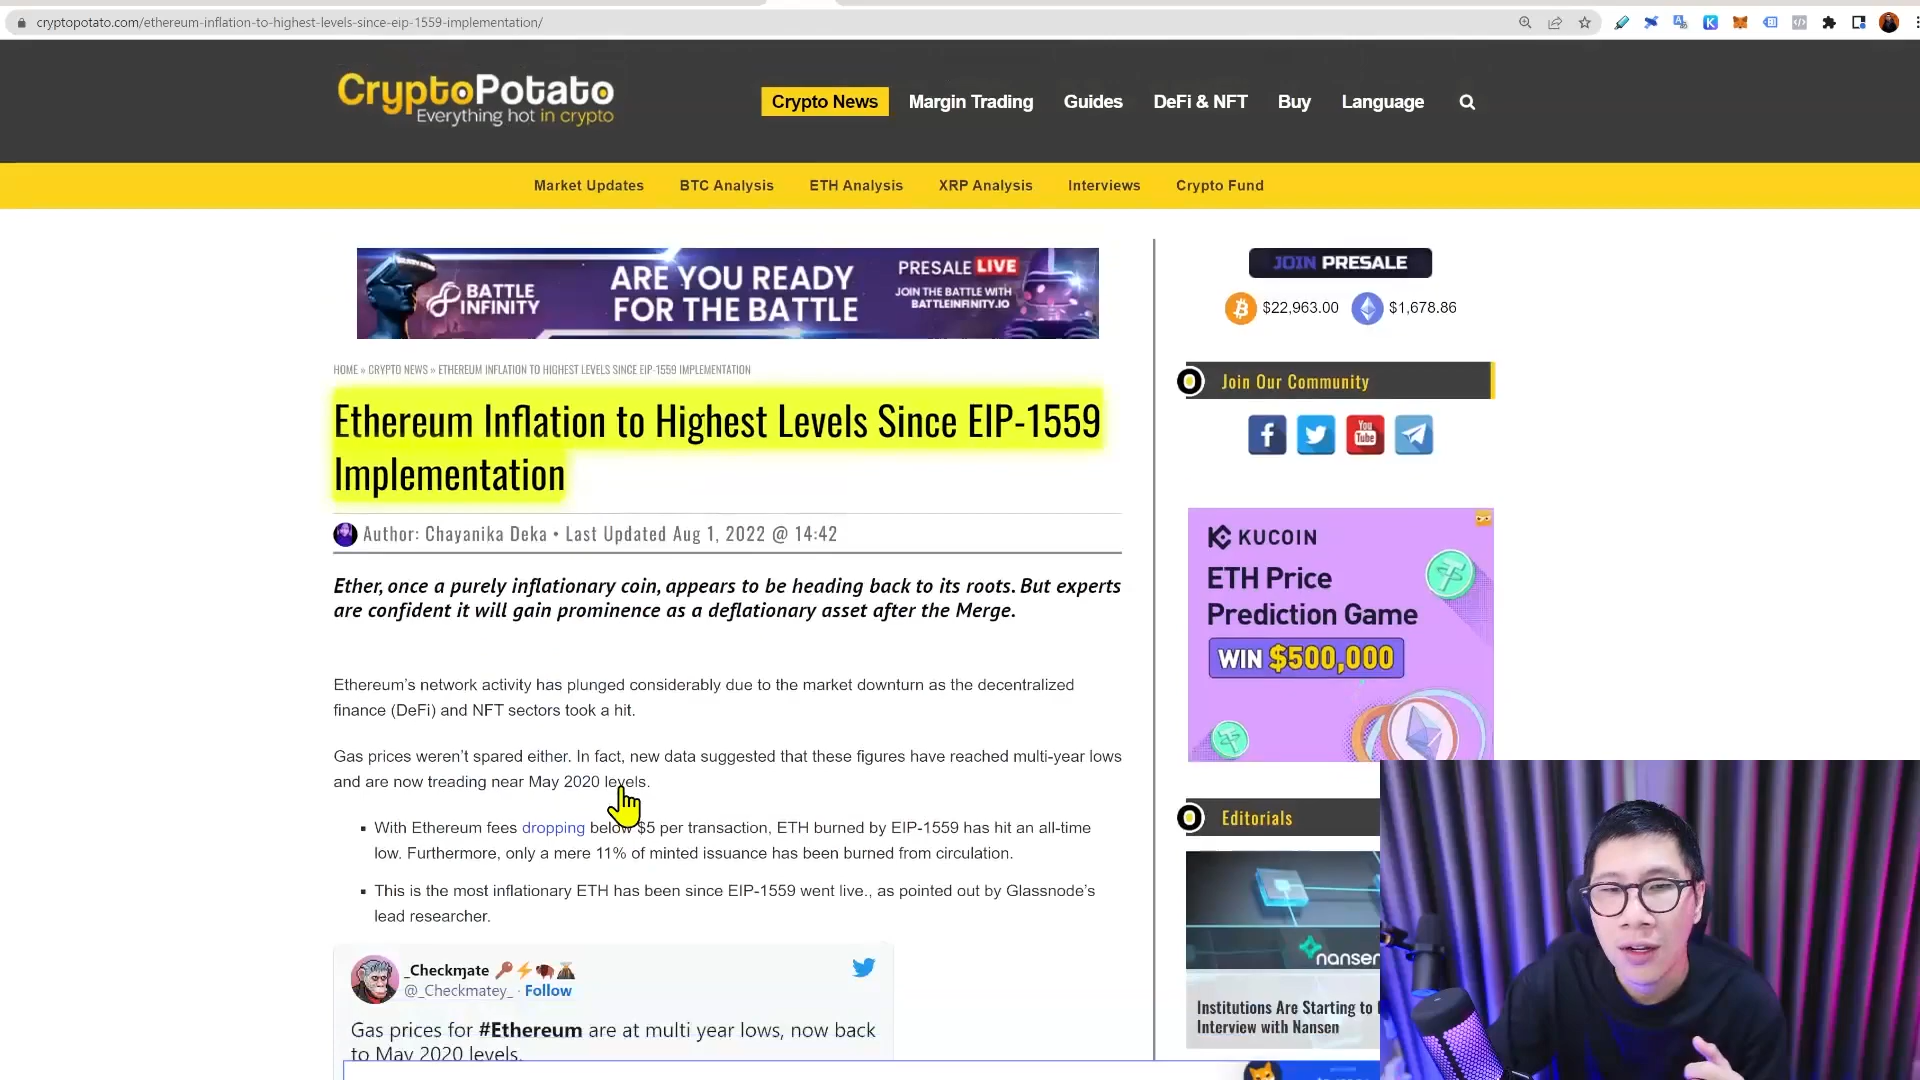 cryptopotato.com/ethereum-inflation-to-highest-levels-since-eip-1559-implementation/
CryptoPotato
Everything hot in crypto
Crypto News
Margin Trading
Guides
DeFi & NFT
Buy
Language
Market Updates
BTC Analysis
ETH Analysis
XRP Analysis
Interviews
Crypto Fund
BATTLE
INFINITY
ARE YOU READY
FOR THE BATTLE
PRESALE LIVE
JOIN THE BATTLE WITH
BATTLEINFINITY.IO
JOIN PRESALE
$22,963.00
$1,678.86
HOME » CRYPTO NEWS » ETHEREUM INFLATION TO HIGHEST LEVELS SINCE EIP-1559 IMPLEMENTATION
Ethereum Inflation to Highest Levels Since EIP-1559
Implementation
Author: Chayanika Deka • Last Updated Aug 1, 2022 @ 14:42
Ether, once a purely inflationary coin, appears to be heading back to its roots. But experts
are confident it will gain prominence as a deflationary asset after the Merge.
Ethereum's network activity has plunged considerably due to the market downturn as the decentralized
finance (DeFi) and NFT sectors took a hit.
Gas prices weren't spared either. In fact, new data suggested that these figures have reached multi-year lows
and are now treading near May 2020 levels.
With Ethereum fees dropping below $5 per transaction, ETH burned by EIP-1559 has hit an all-time
low. Furthermore, only a mere 11% of minted issuance has been burned from circulation.
This is the most inflationary ETH has been since EIP-1559 went live., as pointed out by Glassnode's
lead researcher.
_Checkmate
@_Checkmatey_ · Follow
Gas prices for #Ethereum are at multi year lows, now back
to May 2020 levels.
Join Our Community
You
Tube
KUCOIN
ETH Price
Prediction Game
WIN $500,000
Editorials
nansen
Institutions Are Starting to
Interview with Nansen